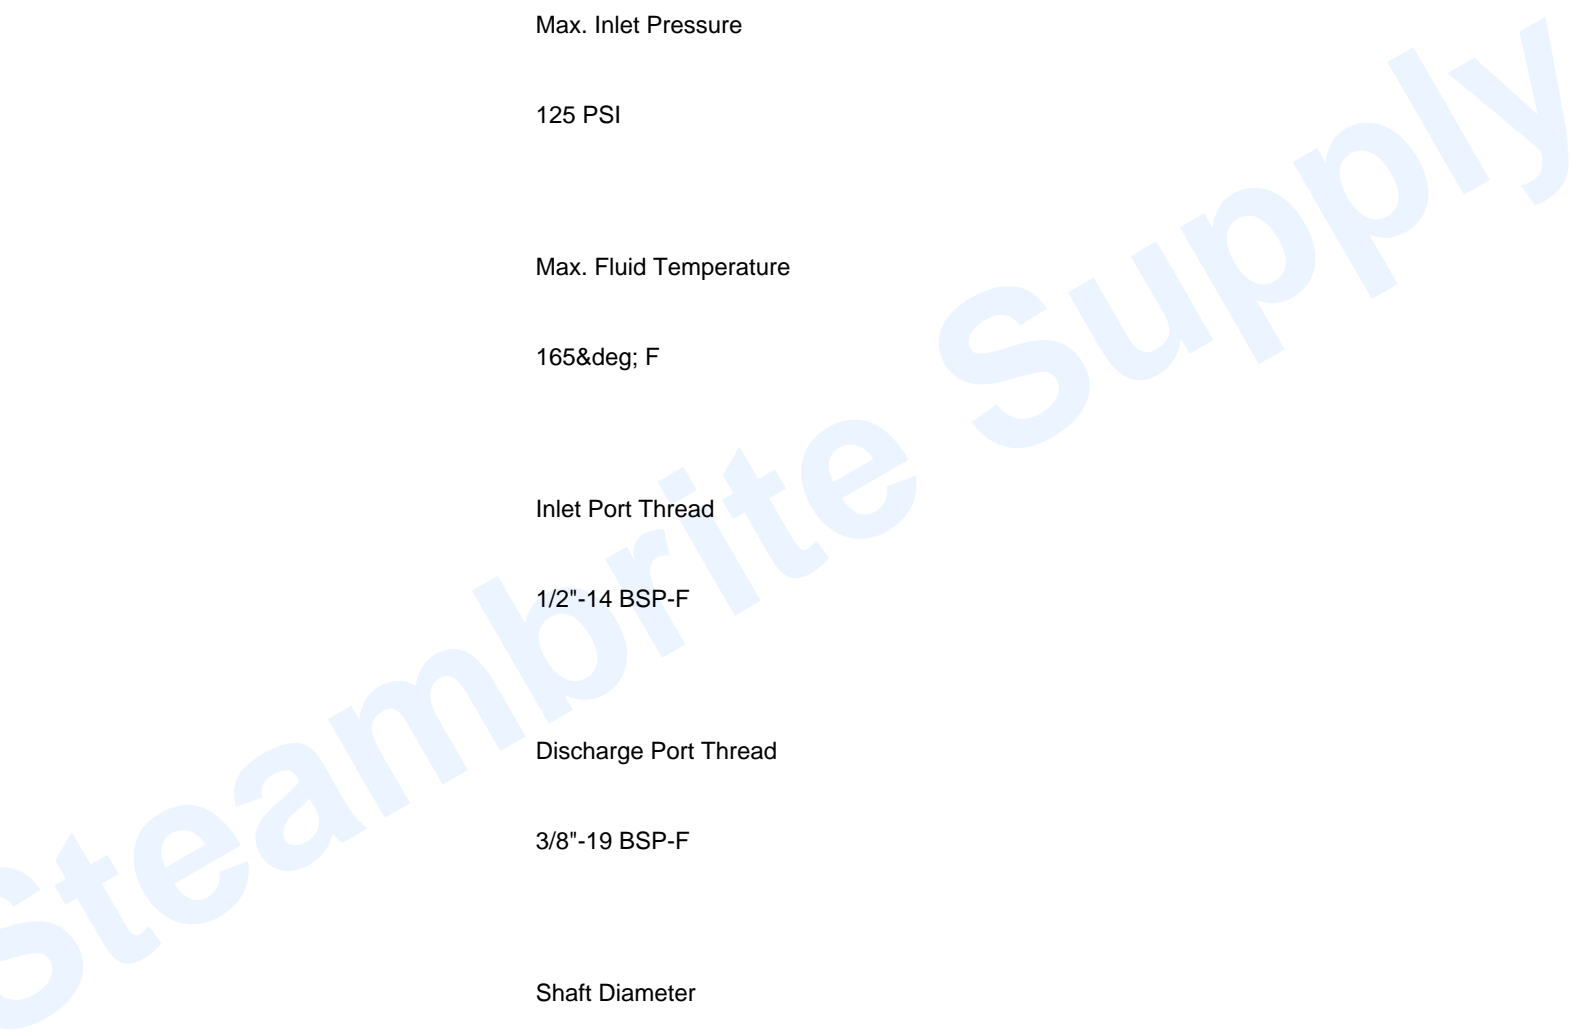 Max. Inlet Pressure
125 PSI
Max. Fluid Temperature
165&deg; F
Inlet Port Thread
1/2"-14 BSP-F
Discharge Port Thread
3/8"-19 BSP-F
Shaft Diameter
Steambrite Supply